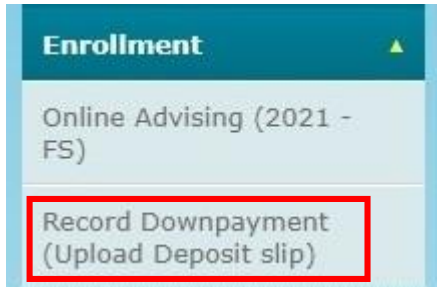 Enrollment
Online Advising (2021 -
FS)
Record Downpayment
(Upload Deposit slip)